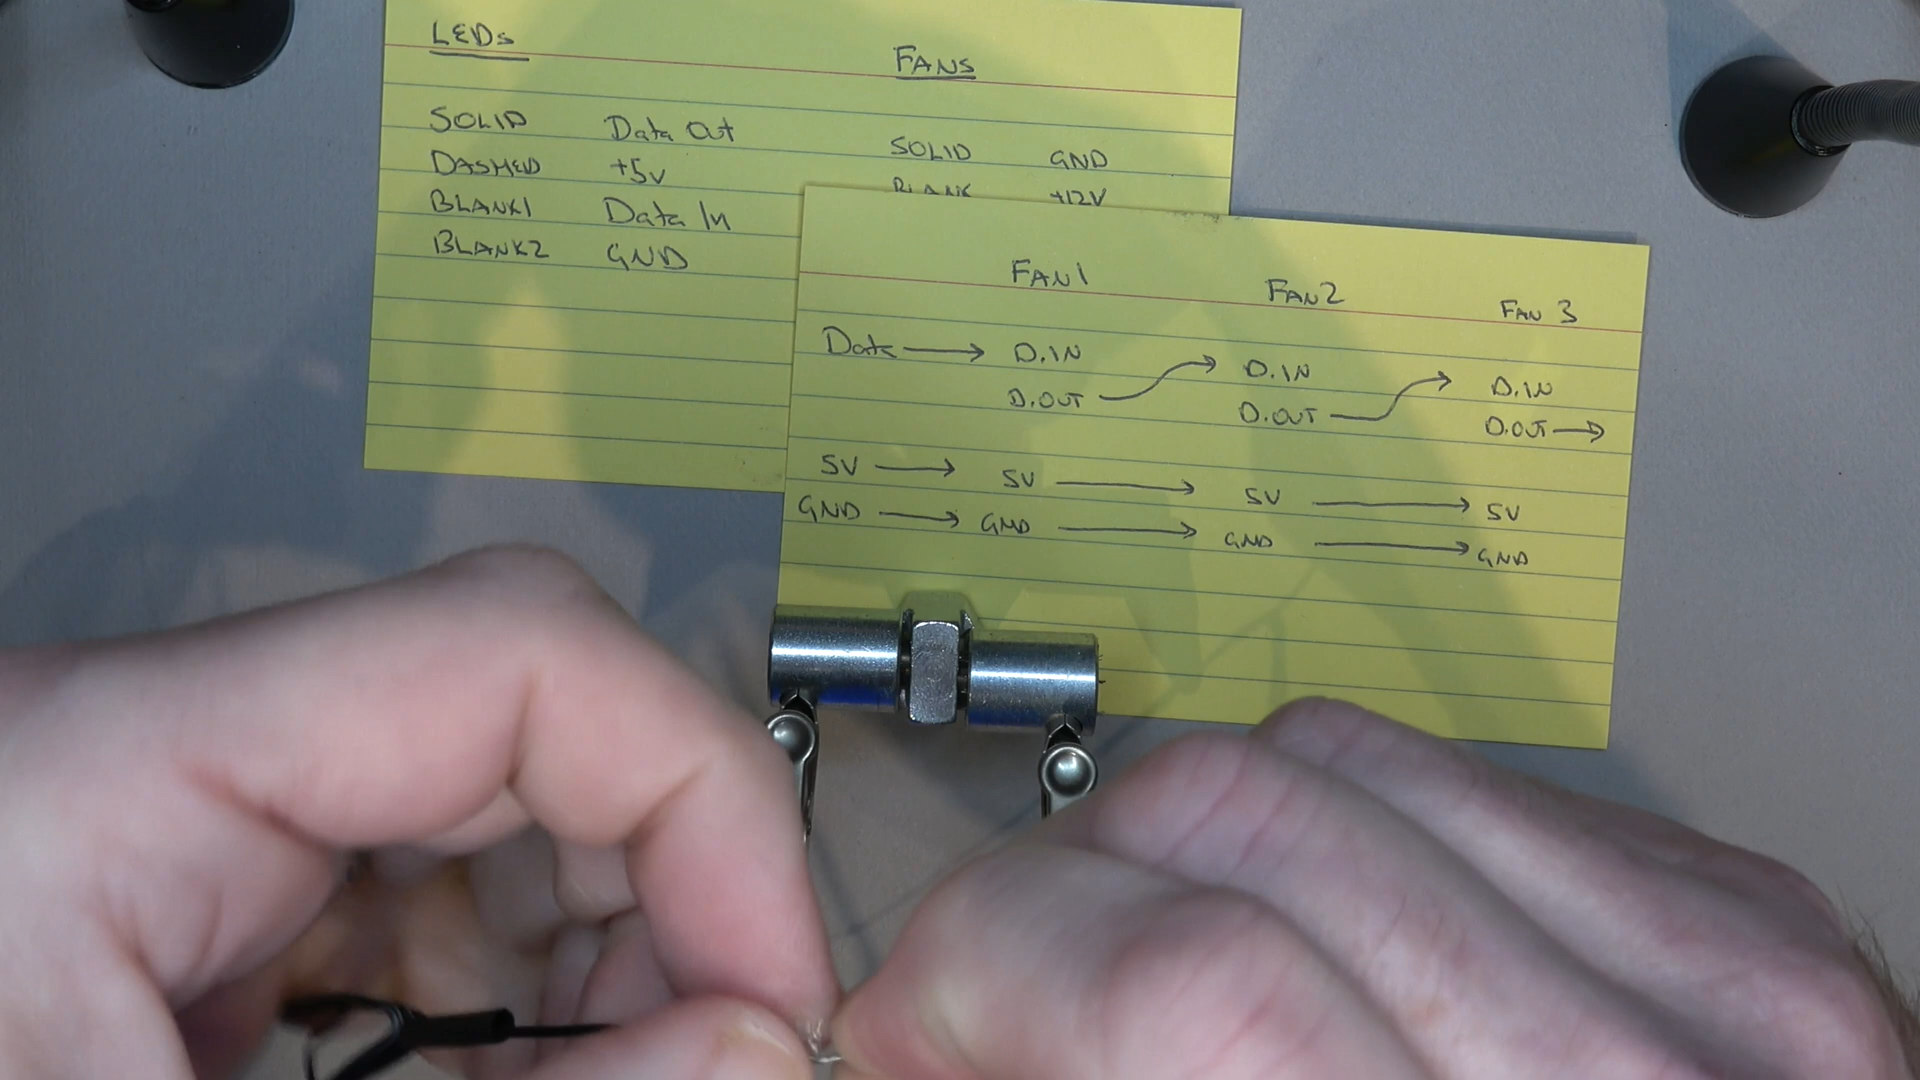 LEDs
SOLID Data Out
DASHED +5V
BLANK1 Data In
BLANK2 GND
FANS
SOLID GND
BLANK +12V
FAN1 FAN2 FAN 3
Data → D.IN D.IN D.IN
D.OUT → D.OUT → D.OUT →
5V → 5V → 5V → 5V
GND → GND → GND → GND